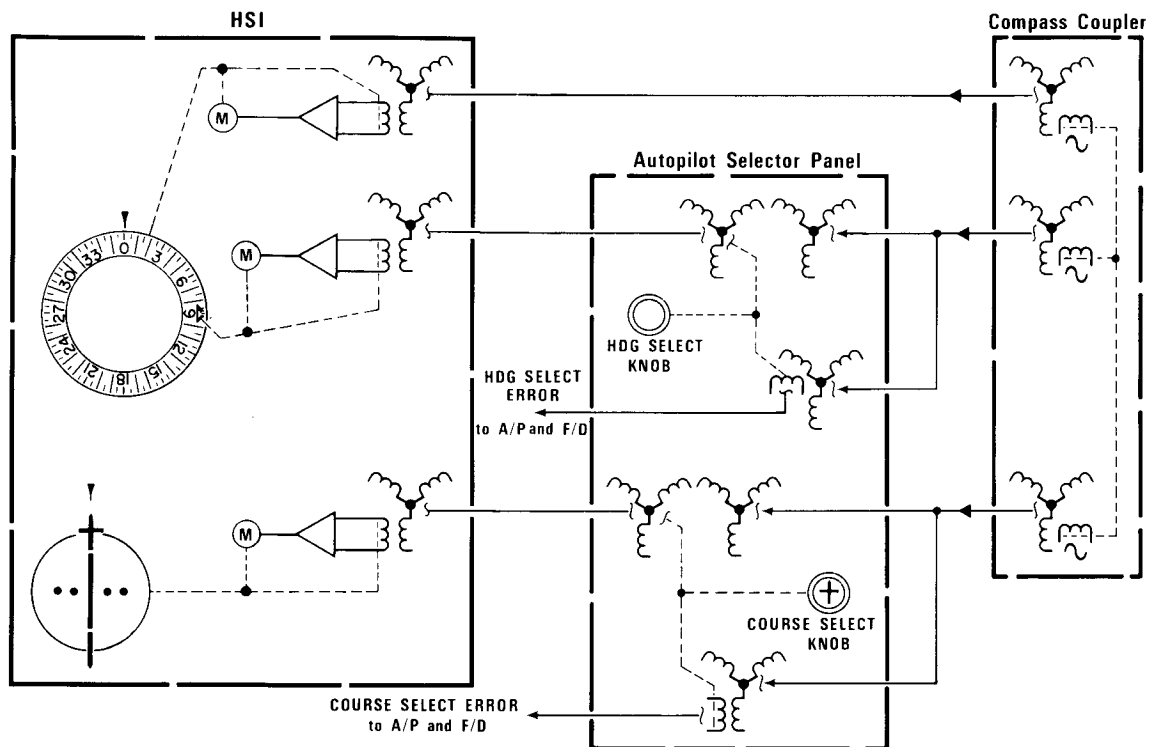 HSI
Compass Coupler
M
Autopilot Selector Panel
M
0
3
6
9
12
15
18
21
24
27
30
33
HDG SELECT
KNOB
HDG SELECT
ERROR
to A/P and F/D
M
COURSE SELECT
KNOB
COURSE SELECT ERROR
to A/P and F/D